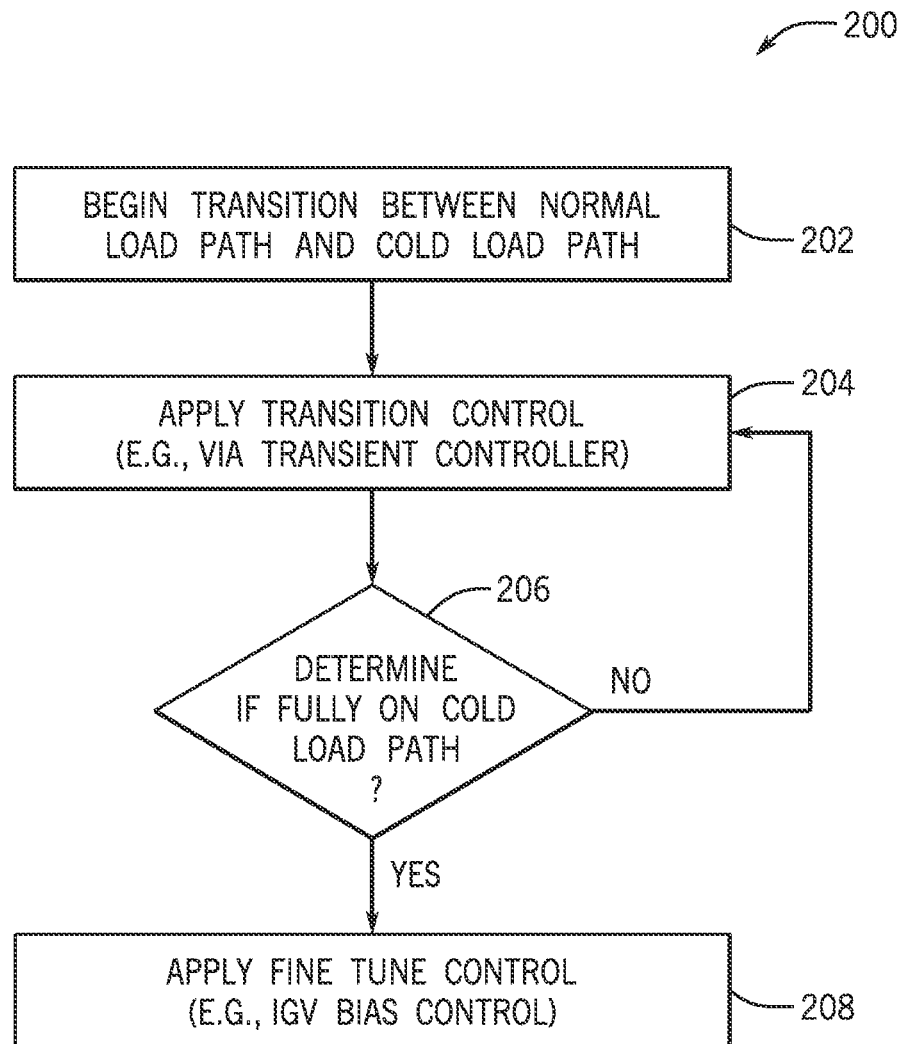 200
BEGIN TRANSITION BETWEEN NORMAL
LOAD PATH AND COLD LOAD PATH
202
204
APPLY TRANSITION CONTROL
(E.G., VIA TRANSIENT CONTROLLER)
206
DETERMINE
IF FULLY ON COLD
LOAD PATH
?
NO
YES
APPLY FINE TUNE CONTROL
(E.G., IGV BIAS CONTROL)
208